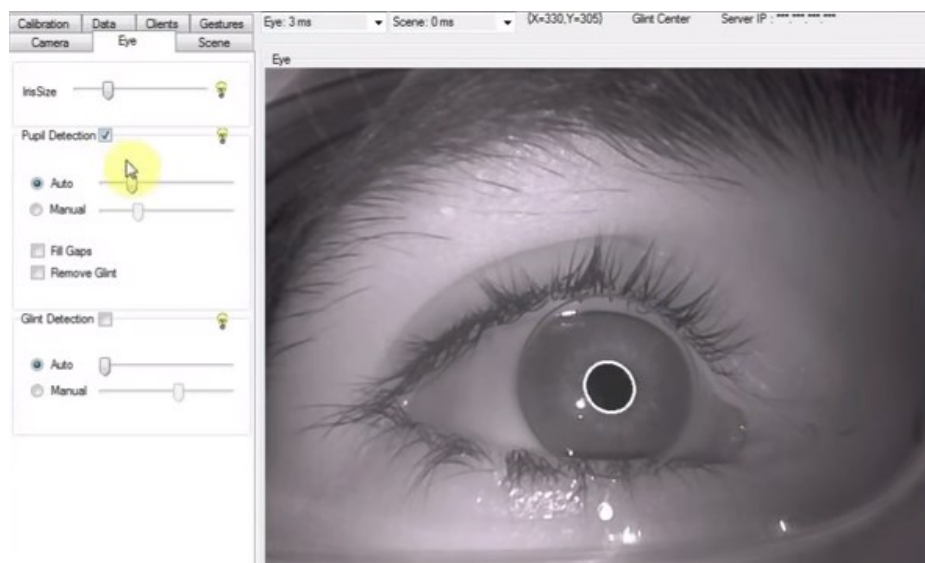 Calibration Data Clients Gestures
Camera Eye Scene
Eye: 3 ms Scene: 0 ms {X=330,Y=305} Glint Center Server IP : ***.***.***.***
Eye
IrisSize
Pupil Detection
Auto
Manual
Fill Gaps
Remove Glint
Glint Detection
Auto
Manual